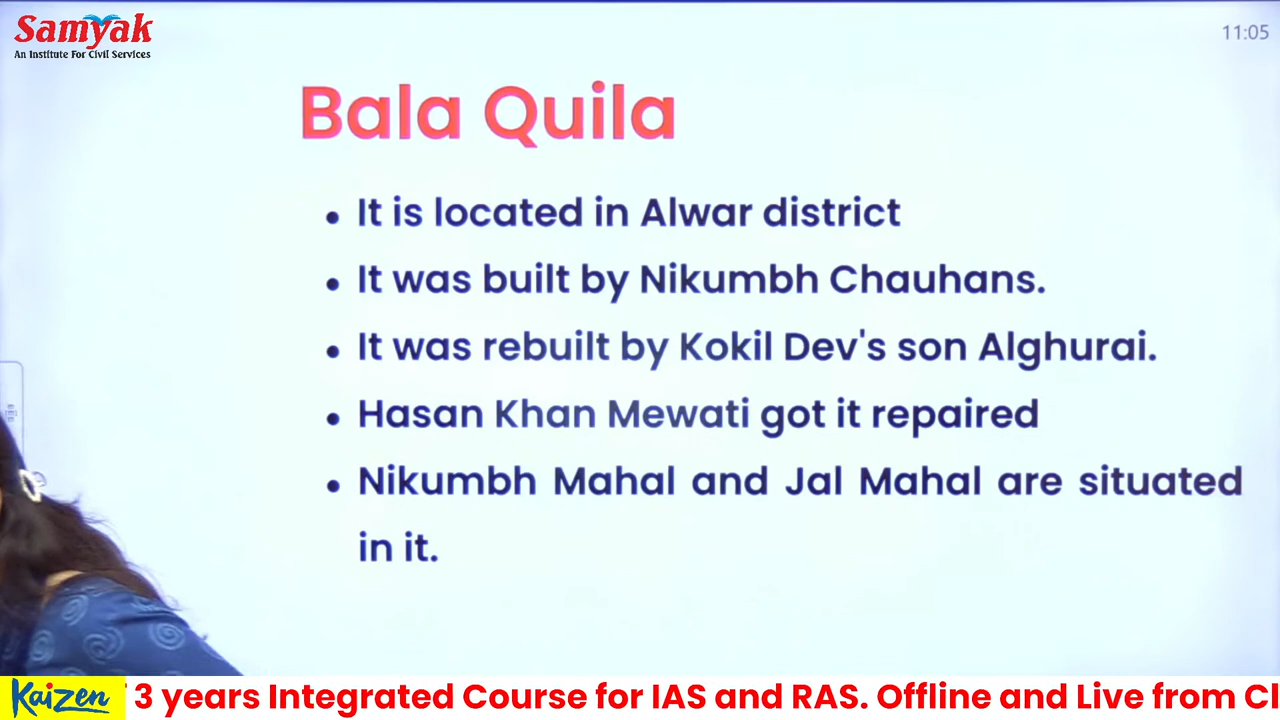 Samyak
An Institute For Civil Services
11:05
Bala Quila
• It is located in Alwar district
• It was built by Nikumbh Chauhans.
• It was rebuilt by Kokil Dev's son Alghurai.
• Hasan Khan Mewati got it repaired
• Nikumbh Mahal and Jal Mahal are situated
in it.
Kaizen
3 years Integrated Course for IAS and RAS. Offline and Live from